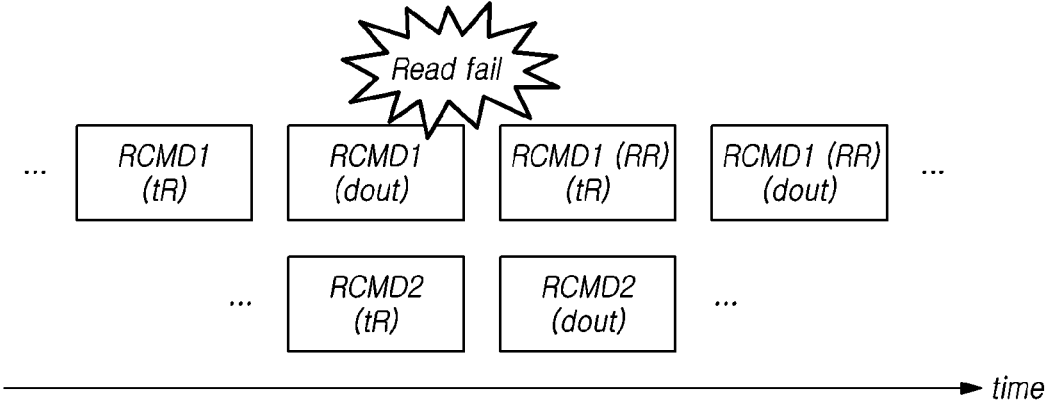 Read fail
... RCMD1 RCMD1 RCMD1 (RR) RCMD1 (RR) ...
(tR) (dout) (tR) (dout)
... RCMD2 RCMD2 ...
(tR) (dout)
time